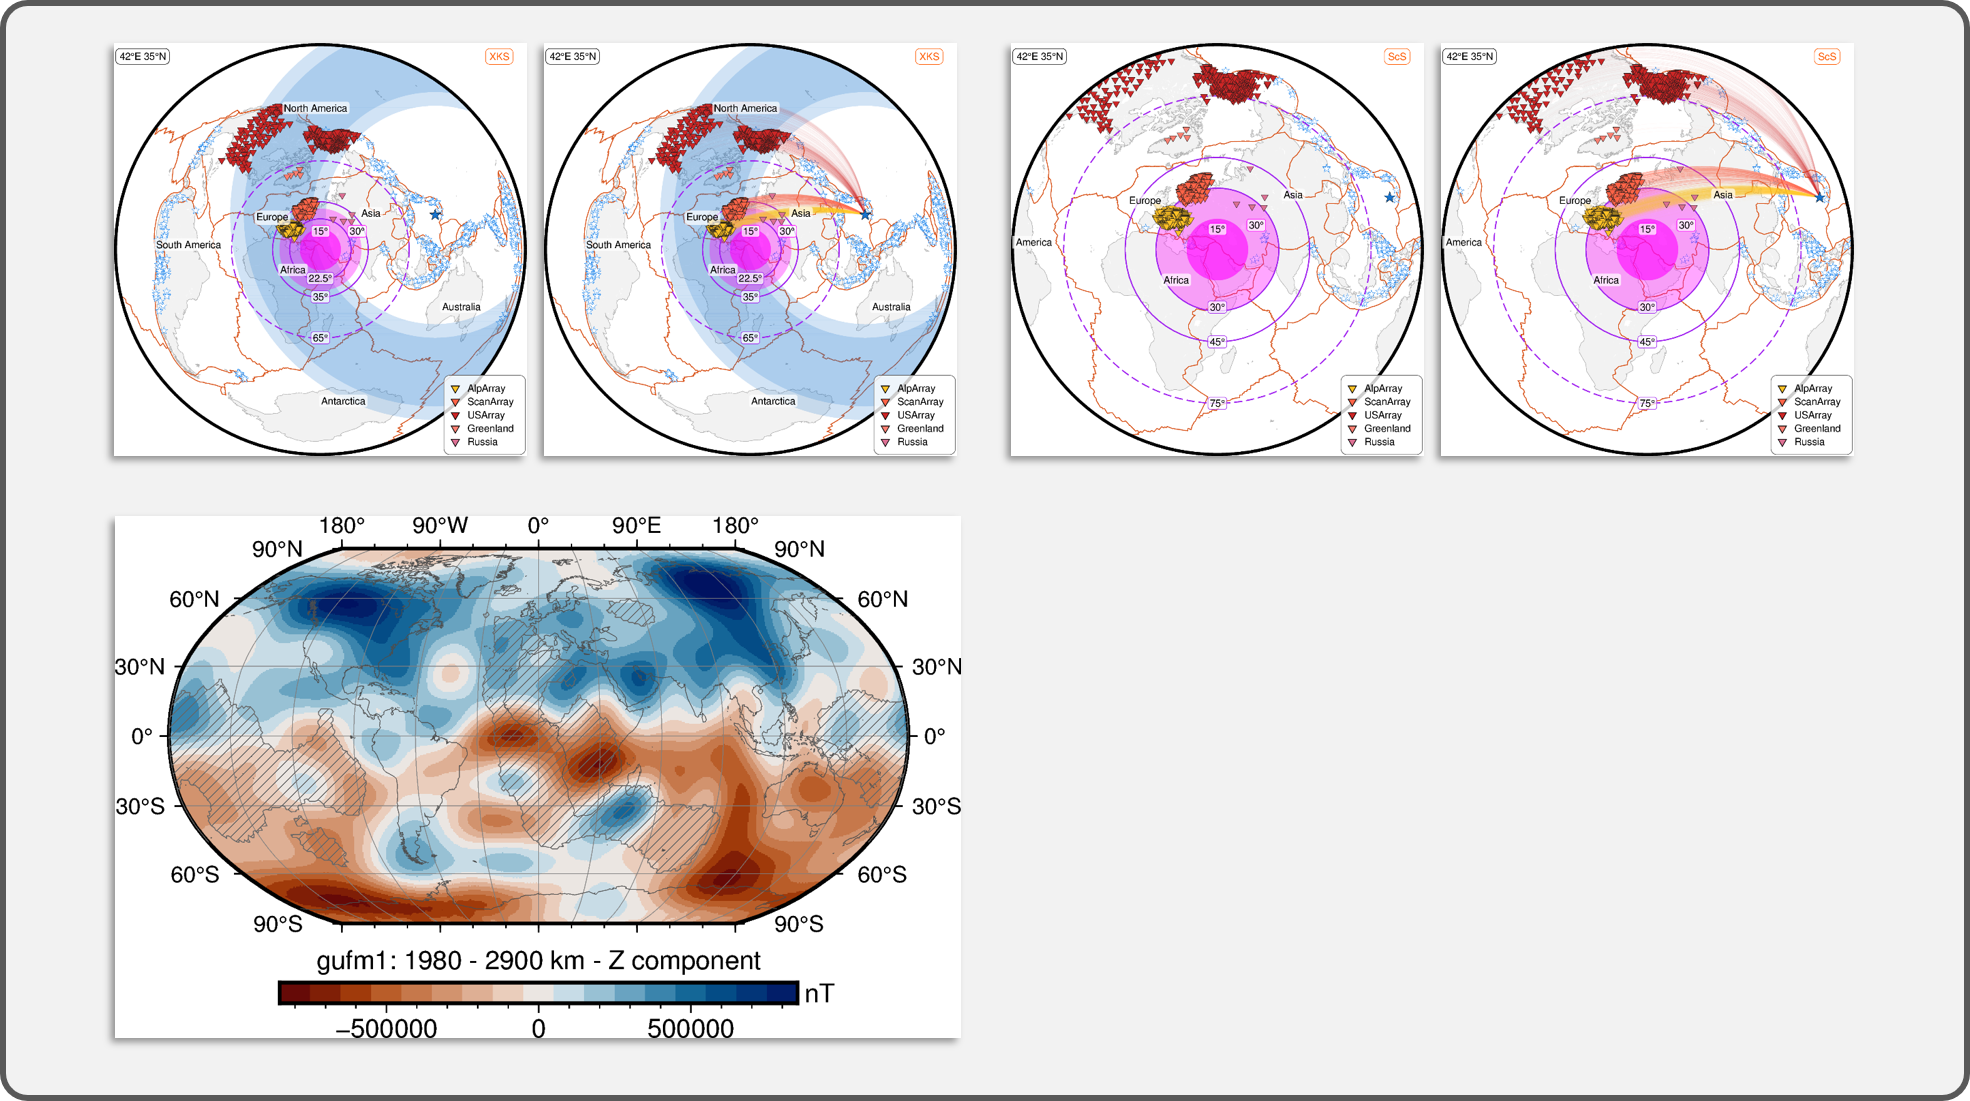 42°E 35°N
XKS
North America
Europe
Asia
South America
15°
30°
Africa
22.5°
35°
Australia
65°
Antarctica
AlpArray
ScanArray
USArray
Greenland
Russia
42°E 35°N
XKS
North America
Europe
Asia
South America
15°
30°
Africa
22.5°
35°
Australia
65°
Antarctica
AlpArray
ScanArray
USArray
Greenland
Russia
42°E 35°N
ScS
Europe
Asia
America
15°
30°
Africa
30°
45°
75°
AlpArray
ScanArray
USArray
Greenland
Russia
42°E 35°N
ScS
Europe
Asia
America
15°
30°
Africa
30°
45°
75°
AlpArray
ScanArray
USArray
Greenland
Russia
180° 90°W 0° 90°E 180°
90°N 90°N
60°N 60°N
30°N 30°N
0° 0°
30°S 30°S
60°S 60°S
90°S 90°S
gufm1: 1980 - 2900 km - Z component
nT
−500000 0 500000